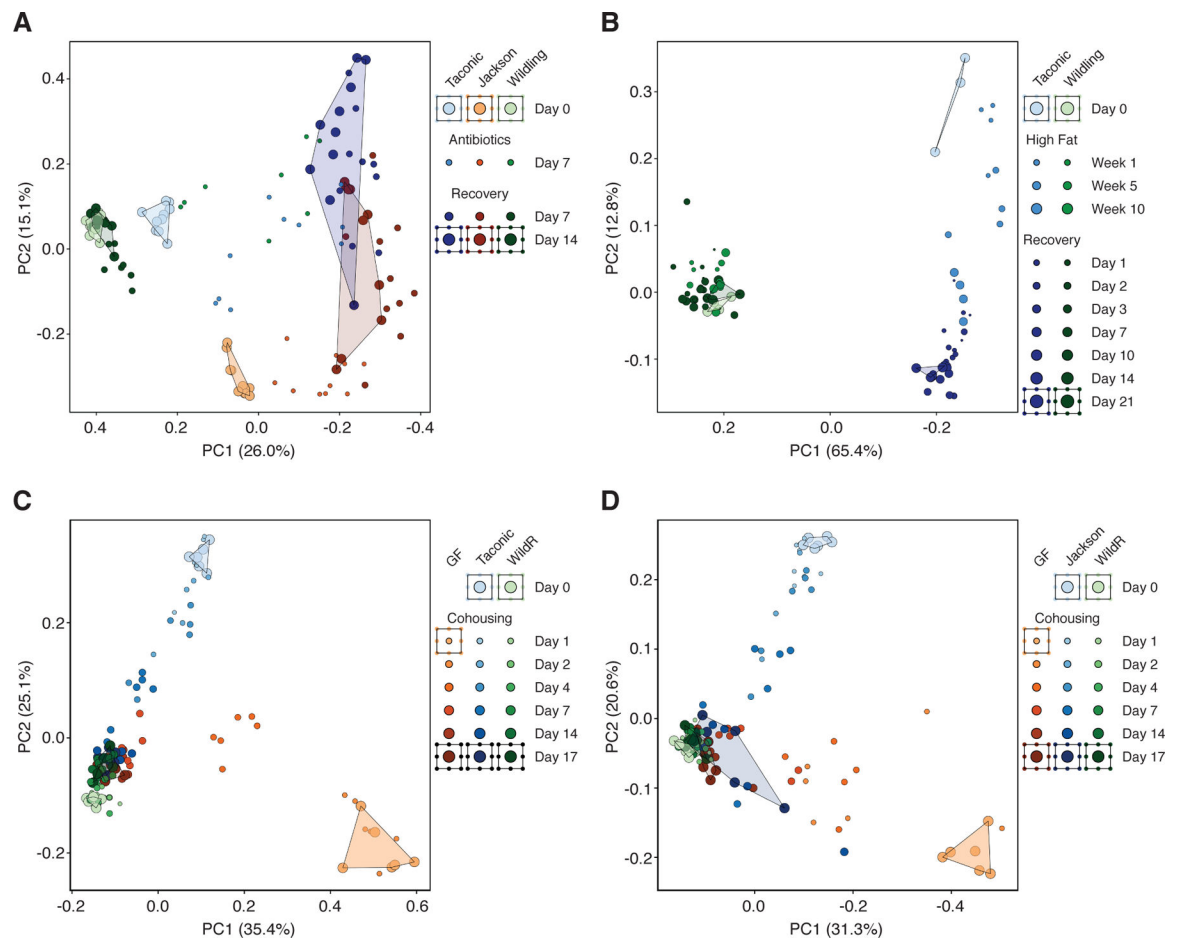 A
Taconic
Jackson
Wildling
Day 0
Antibiotics
Day 7
Recovery
Day 7
Day 14
PC2 (15.1%)
0.4
0.2
0.0
-0.2
0.4
0.2
0.0
-0.2
-0.4
PC1 (26.0%)
B
Taconic
Wildling
Day 0
High Fat
Week 1
Week 5
Week 10
Recovery
Day 1
Day 2
Day 3
Day 7
Day 10
Day 14
Day 21
PC2 (12.8%)
0.3
0.2
0.1
0.0
-0.1
0.2
0.0
-0.2
PC1 (65.4%)
C
GF
Taconic
WildR
Day 0
Cohousing
Day 1
Day 2
Day 4
Day 7
Day 14
Day 17
PC2 (25.1%)
0.2
0.2
0.0
-0.2
-0.2
0.0
0.2
0.4
0.6
PC1 (35.4%)
D
GF
Jackson
WildR
Day 0
Cohousing
Day 1
Day 2
Day 4
Day 7
Day 14
Day 17
PC2 (20.6%)
0.2
0.1
0.0
-0.1
-0.2
0.0
-0.2
-0.4
PC1 (31.3%)